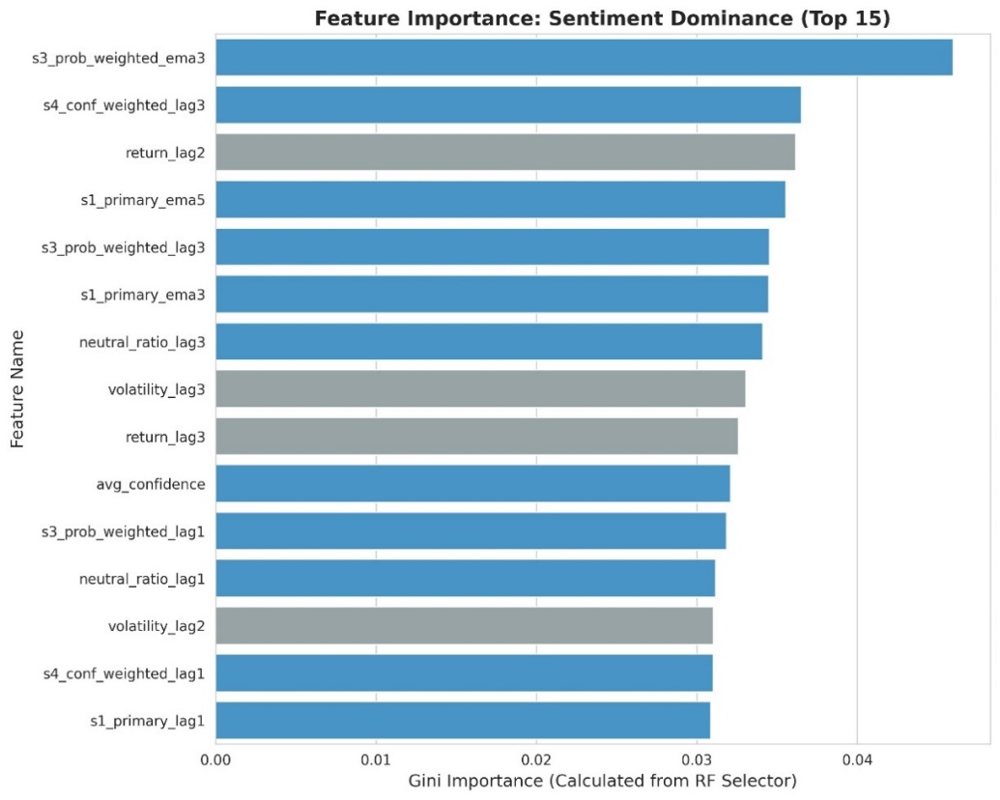 Feature Importance: Sentiment Dominance (Top 15)
s3_prob_weighted_ema3
s4_conf_weighted_lag3
return_lag2
s1_primary_ema5
s3_prob_weighted_lag3
s1_primary_ema3
neutral_ratio_lag3
volatility_lag3
return_lag3
avg_confidence
s3_prob_weighted_lag1
neutral_ratio_lag1
volatility_lag2
s4_conf_weighted_lag1
s1_primary_lag1
Feature Name
0.00 0.01 0.02 0.03 0.04
Gini Importance (Calculated from RF Selector)